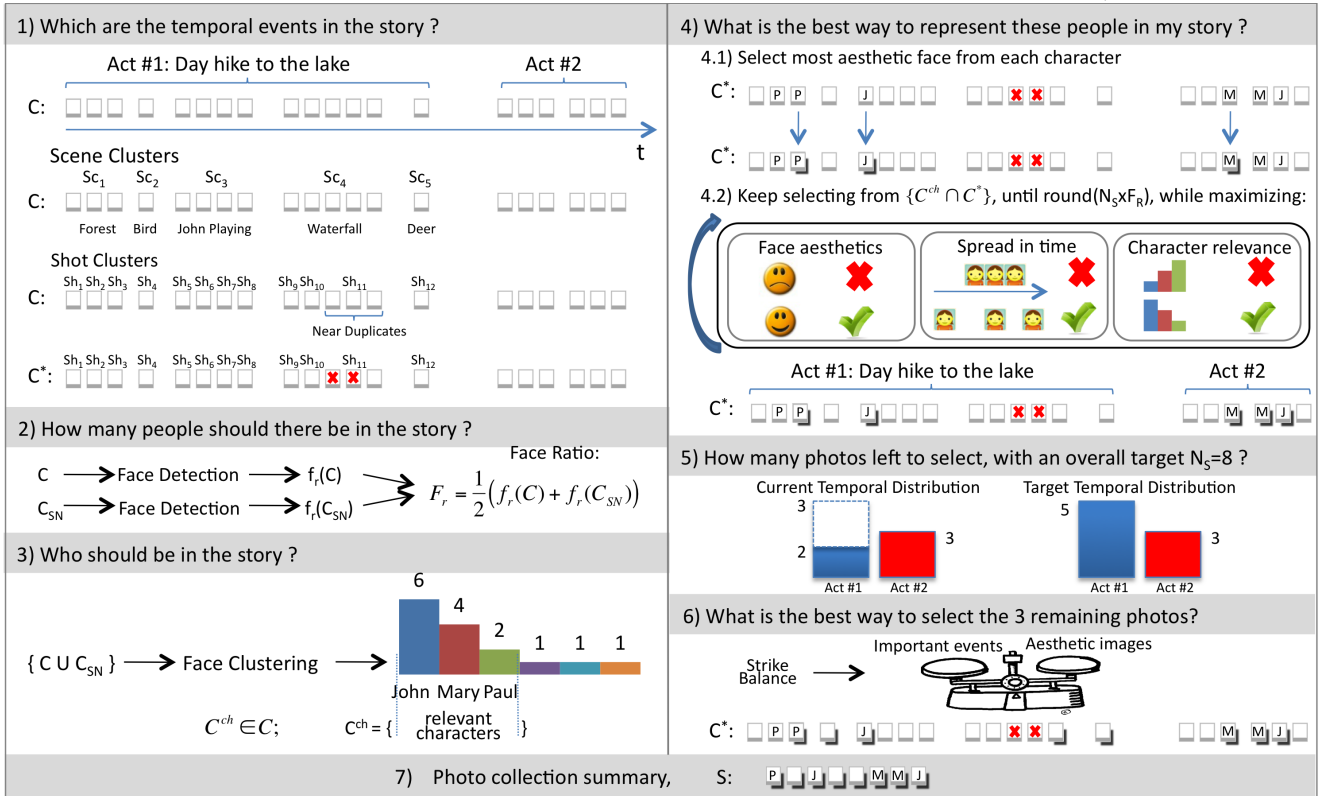 1) Which are the temporal events in the story ?
Act #1: Day hike to the lake
Act #2
C:
t
Scene Clusters
Sc1 Sc2 Sc3 Sc4 Sc5
C:
Forest Bird John Playing Waterfall Deer
Shot Clusters
Sh1 Sh2 Sh3 Sh4 Sh5 Sh6 Sh7 Sh8 Sh9 Sh10 Sh11 Sh12
C:
Near Duplicates
Sh1 Sh2 Sh3 Sh4 Sh5 Sh6 Sh7 Sh8 Sh9 Sh10 Sh11 Sh12
C*:
2) How many people should there be in the story ?
Face Ratio:
C Face Detection fr(C)
CSN Face Detection fr(CSN)
Fr = 1/2 (fr(C) + fr(CSN))
3) Who should be in the story ?
6
4
2
1 1 1
{ C U CSN } Face Clustering
John Mary Paul
C^ch ∈ C; C^ch = { relevant characters }
4) What is the best way to represent these people in my story ?
4.1) Select most aesthetic face from each character
C*: P P J M M J
C*: P P J M M J
4.2) Keep selecting from {C^ch ∩ C*}, until round(NSxFR), while maximizing:
Face aesthetics Spread in time Character relevance
Act #1: Day hike to the lake Act #2
C*: P P J M M J
5) How many photos left to select, with an overall target NS=8 ?
Current Temporal Distribution Target Temporal Distribution
3
2
3
5
3
Act #1 Act #2 Act #1 Act #2
6) What is the best way to select the 3 remaining photos?
Important events Aesthetic images
Strike
Balance
C*: P P J M M J
7) Photo collection summary, S: P J M M J